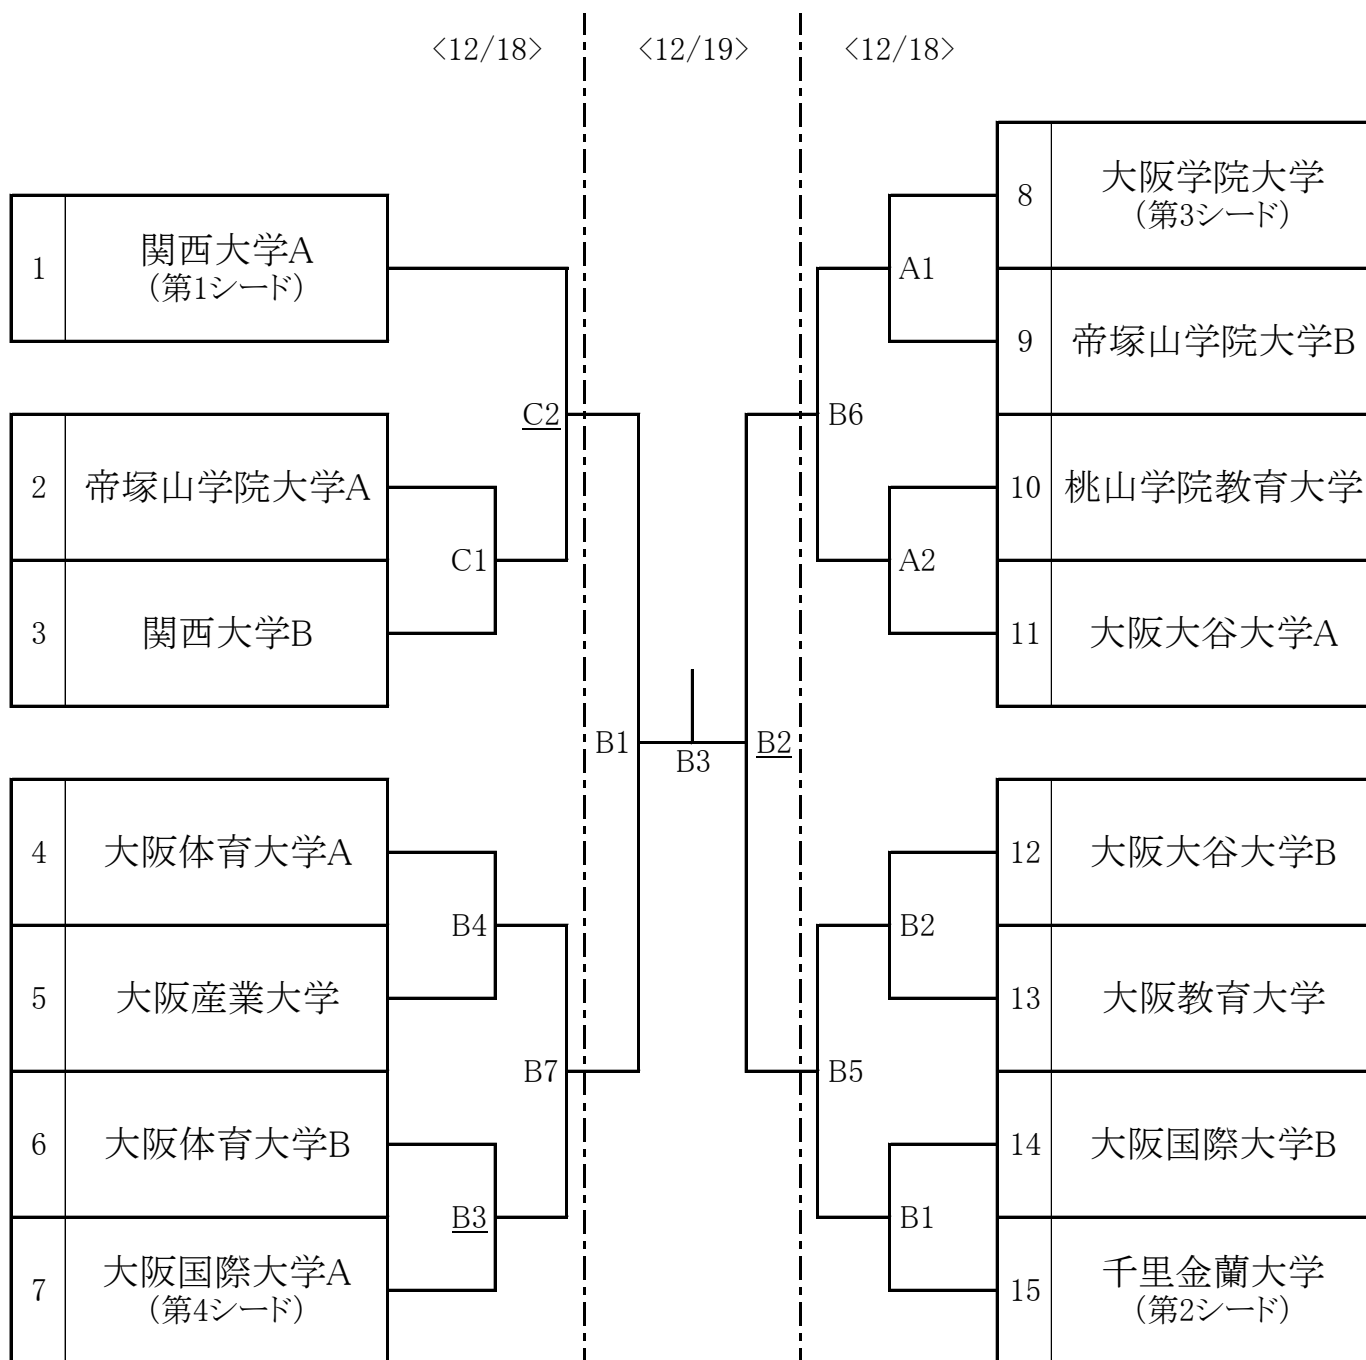 <12/18>
<12/19>
<12/18>
1
関西大学A
(第1シード)
2
帝塚山学院大学A
3
関西大学B
C2
C1
4
大阪体育大学A
5
大阪産業大学
6
大阪体育大学B
7
大阪国際大学A
(第4シード)
B4
B7
B3
B1
B3
B2
8
大阪学院大学
(第3シード)
9
帝塚山学院大学B
10
桃山学院教育大学
11
大阪大谷大学A
A1
B6
A2
12
大阪大谷大学B
13
大阪教育大学
14
大阪国際大学B
15
千里金蘭大学
(第2シード)
B2
B5
B1